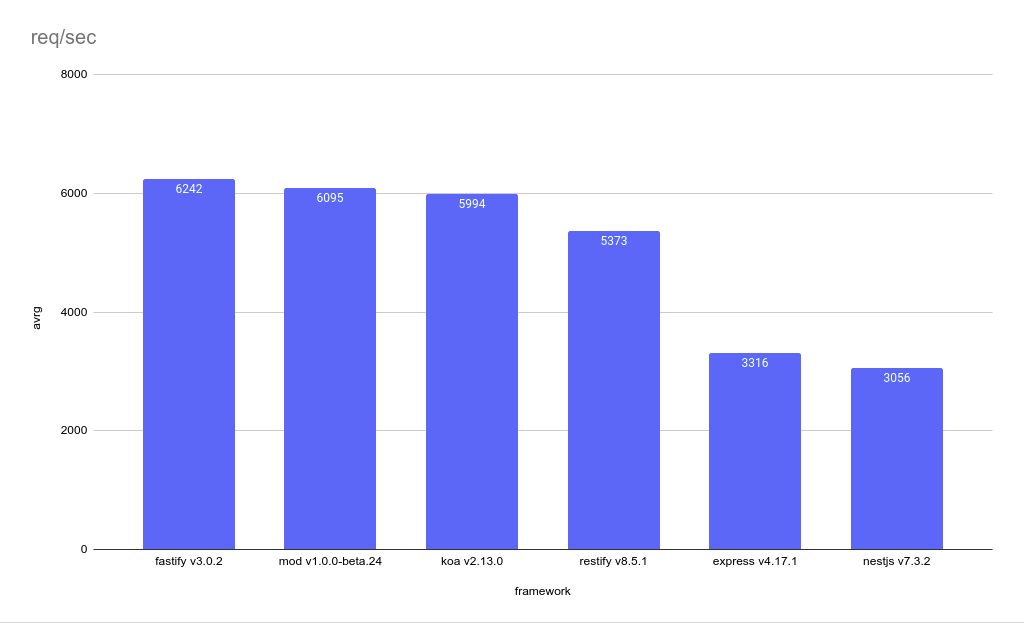 req/sec
8000
6000
4000
2000
0
avrg
6242
6095
5994
5373
3316
3056
fastify v3.0.2
mod v1.0.0-beta.24
koa v2.13.0
restify v8.5.1
express v4.17.1
nestjs v7.3.2
framework